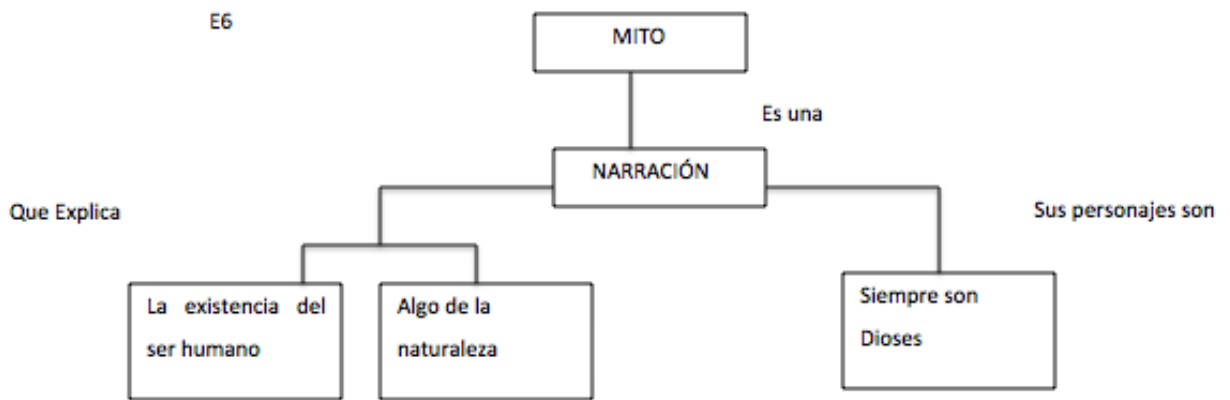 E6
MITO
Es una
NARRACIÓN
Que Explica
Sus personajes son
La existencia del
ser humano
Algo de la
naturaleza
Siempre son
Dioses